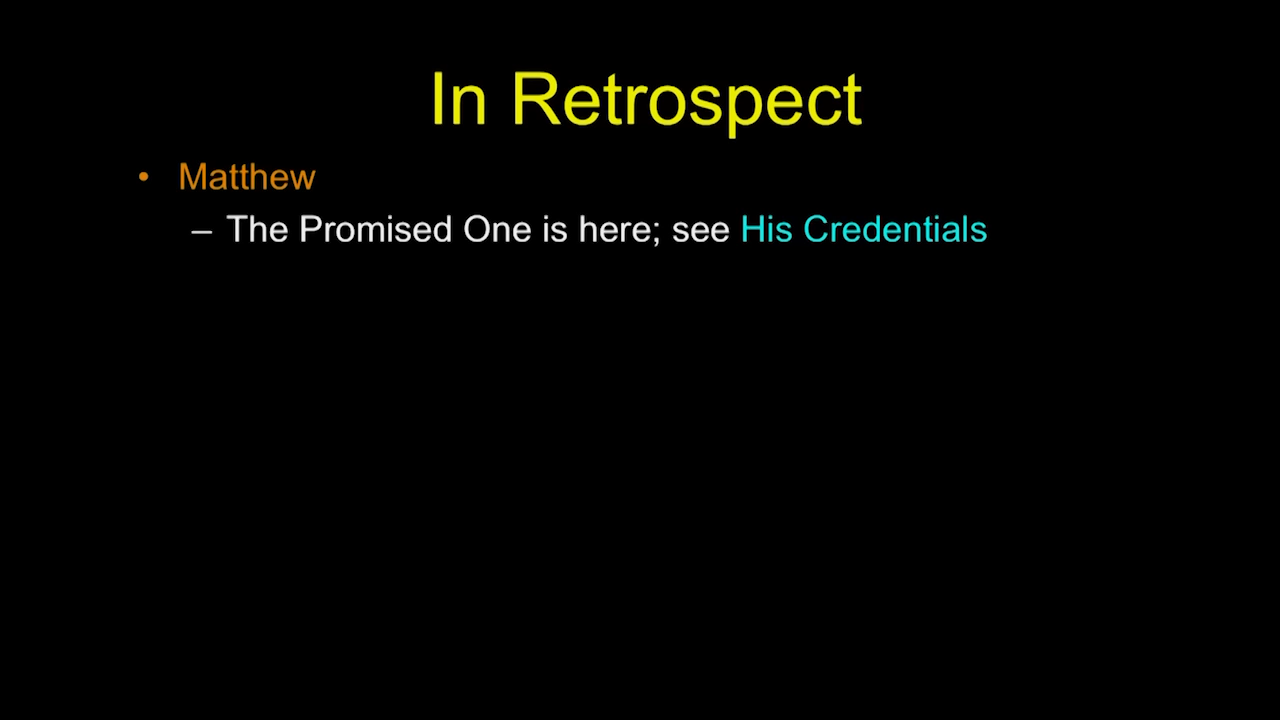 In Retrospect
• Matthew
– The Promised One is here; see His Credentials